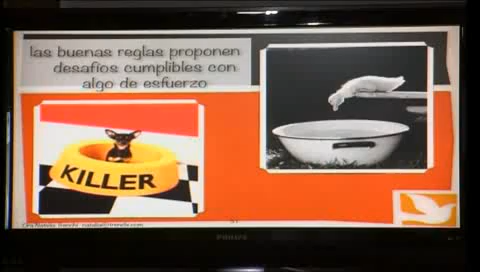 las buenas reglas proponen
desafíos cumplibles con
algo de esfuerzo
KILLER
PHILIPS